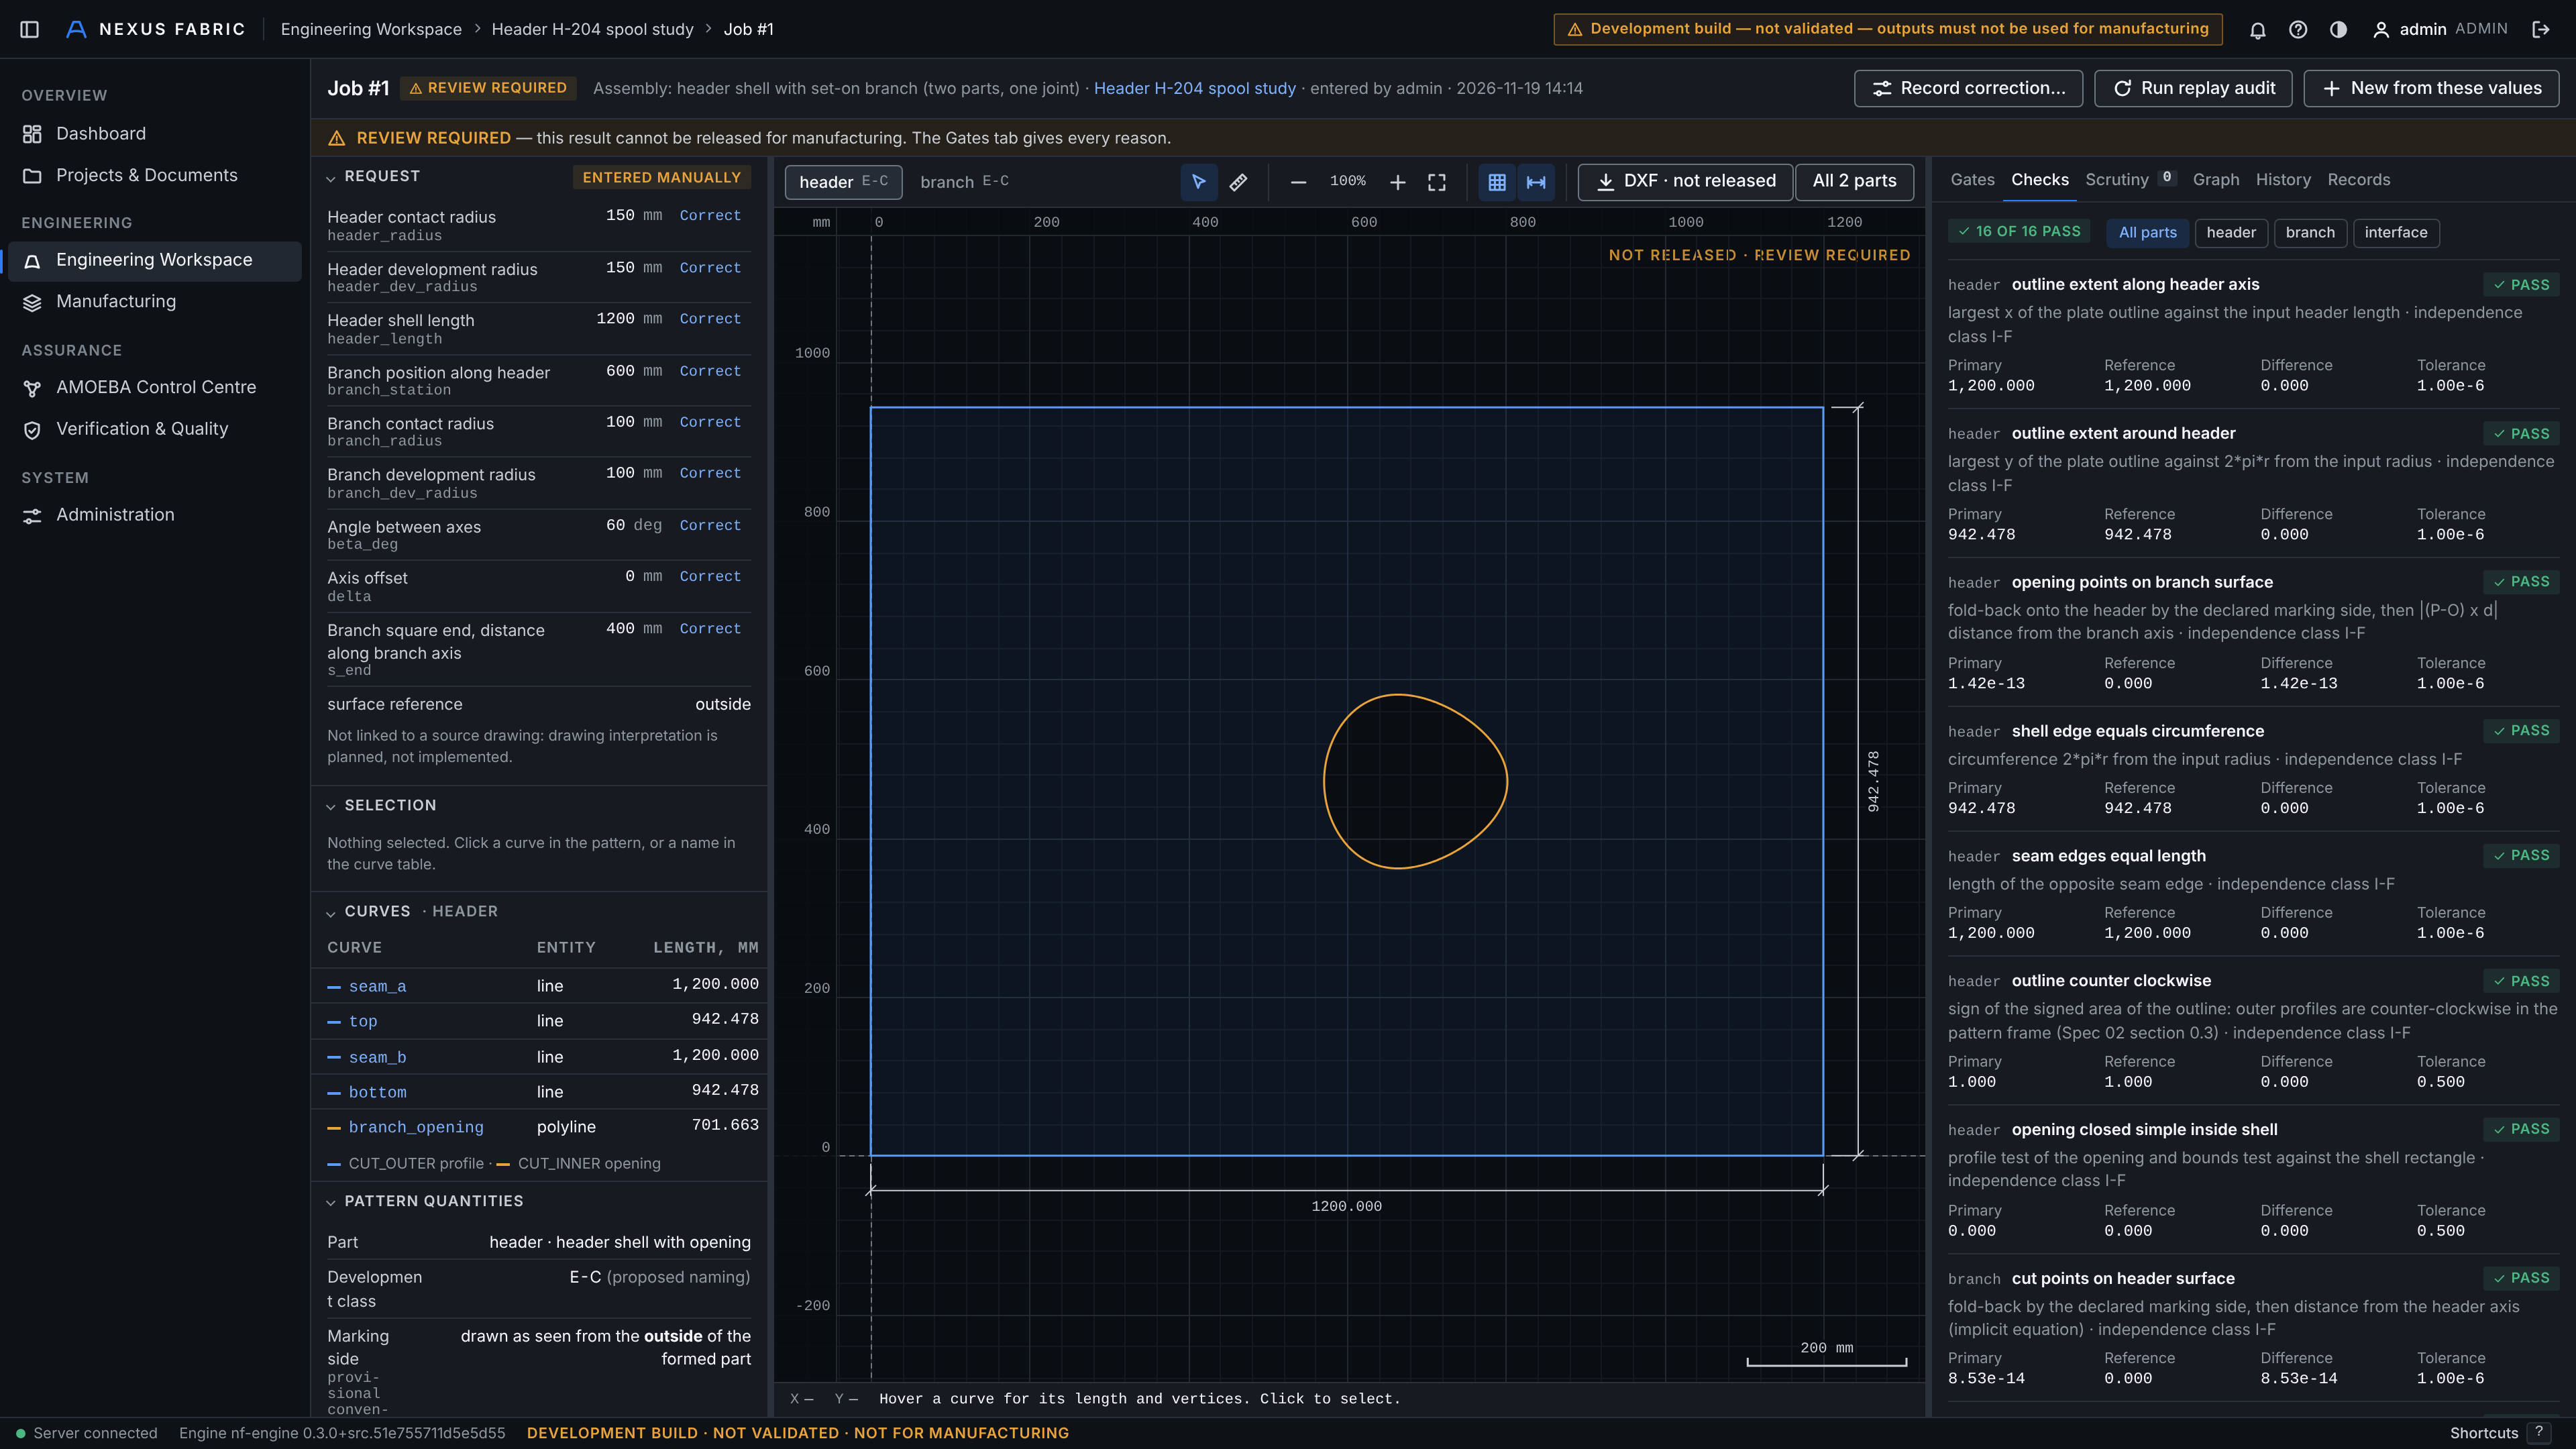 NEXUS FABRIC
Engineering Workspace > Header H-204 spool study > Job #1
Development build — not validated — outputs must not be used for manufacturing
admin ADMIN
OVERVIEW
Dashboard
Projects & Documents
ENGINEERING
Engineering Workspace
Manufacturing
ASSURANCE
AMOEBA Control Centre
Verification & Quality
SYSTEM
Administration
Job #1
REVIEW REQUIRED
Assembly: header shell with set-on branch (two parts, one joint) · Header H-204 spool study · entered by admin · 2026-11-19 14:14
Record correction...
Run replay audit
New from these values
REVIEW REQUIRED — this result cannot be released for manufacturing. The Gates tab gives every reason.
REQUEST
ENTERED MANUALLY
Header contact radius 150 mm Correct
header_radius
Header development radius 150 mm Correct
header_dev_radius
Header shell length 1200 mm Correct
header_length
Branch position along header 600 mm Correct
branch_station
Branch contact radius 100 mm Correct
branch_radius
Branch development radius 100 mm Correct
branch_dev_radius
Angle between axes 60 deg Correct
beta_deg
Axis offset 0 mm Correct
delta
Branch square end, distance 400 mm Correct
along branch axis
s_end
surface reference outside
Not linked to a source drawing: drawing interpretation is
planned, not implemented.
SELECTION
Nothing selected. Click a curve in the pattern, or a name in
the curve table.
CURVES · HEADER
CURVE ENTITY LENGTH, MM
seam_a line 1,200.000
top line 942.478
seam_b line 1,200.000
bottom line 942.478
branch_opening polyline 701.663
CUT_OUTER profile · CUT_INNER opening
PATTERN QUANTITIES
Part header · header shell with opening
Developmen E-C (proposed naming)
t class
Marking drawn as seen from the outside of the
side formed part
provi-
sional
conven-
header E-C
branch E-C
100%
DXF · not released
All 2 parts
mm 0 200 400 600 800 1000 1200
NOT RELEASED · REVIEW REQUIRED
1000
800
600
400
200
0
-200
942.478
1200.000
200 mm
X — Y — Hover a curve for its length and vertices. Click to select.
Gates Checks Scrutiny 0 Graph History Records
16 OF 16 PASS
All parts header branch interface
header outline extent along header axis PASS
largest x of the plate outline against the input header length · independence
class I-F
Primary Reference Difference Tolerance
1,200.000 1,200.000 0.000 1.00e-6
header outline extent around header PASS
largest y of the plate outline against 2*pi*r from the input radius · independence
class I-F
Primary Reference Difference Tolerance
942.478 942.478 0.000 1.00e-6
header opening points on branch surface PASS
fold-back onto the header by the declared marking side, then |(P-O) x d|
distance from the branch axis · independence class I-F
Primary Reference Difference Tolerance
1.42e-13 0.000 1.42e-13 1.00e-6
header shell edge equals circumference PASS
circumference 2*pi*r from the input radius · independence class I-F
Primary Reference Difference Tolerance
942.478 942.478 0.000 1.00e-6
header seam edges equal length PASS
length of the opposite seam edge · independence class I-F
Primary Reference Difference Tolerance
1,200.000 1,200.000 0.000 1.00e-6
header outline counter clockwise PASS
sign of the signed area of the outline: outer profiles are counter-clockwise in the
pattern frame (Spec 02 section 0.3) · independence class I-F
Primary Reference Difference Tolerance
1.000 1.000 0.000 0.500
header opening closed simple inside shell PASS
profile test of the opening and bounds test against the shell rectangle ·
independence class I-F
Primary Reference Difference Tolerance
0.000 0.000 0.000 0.500
branch cut points on header surface PASS
fold-back by the declared marking side, then distance from the header axis
(implicit equation) · independence class I-F
Primary Reference Difference Tolerance
8.53e-14 0.000 8.53e-14 1.00e-6
Server connected
Engine nf-engine 0.3.0+src.51e755711d5e5d55
DEVELOPMENT BUILD · NOT VALIDATED · NOT FOR MANUFACTURING
Shortcuts ?